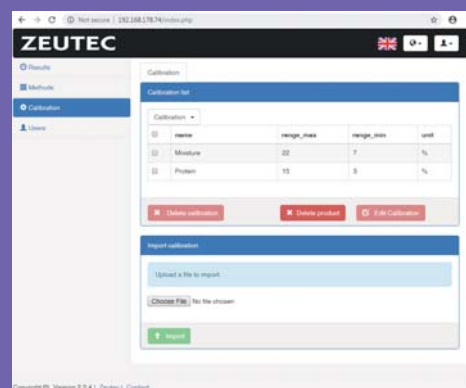 Not secure | 192.168.178.74/index.php
ZEUTEC
Results
Methods
Calibration
Users
Calibration
Calibration list
Calibration
name range_max range_min unit
Moisture 22 7 %
Protein 15 5 %
Delete calibration Delete product Edit Calibration
Import calibration
Upload a file to import.
Choose File No file chosen
Import
Zeutec | Contact